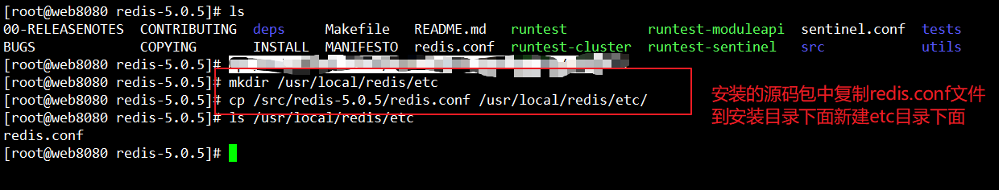 [root@web8080 redis-5.0.5]# ls
00-RELEASENOTES CONTRIBUTING deps Makefile README.md runtest runtest-moduleapi sentinel.conf tests
BUGS COPYING INSTALL MANIFESTO redis.conf runtest-cluster runtest-sentinel src utils
[root@web8080 redis-5.0.5]#
[root@web8080 redis-5.0.5]# mkdir /usr/local/redis/etc
[root@web8080 redis-5.0.5]# cp /src/redis-5.0.5/redis.conf /usr/local/redis/etc/
[root@web8080 redis-5.0.5]# ls /usr/local/redis/etc
redis.conf
[root@web8080 redis-5.0.5]#
安装的源码包中复制redis.conf文件
到安装目录下面新建etc目录下面